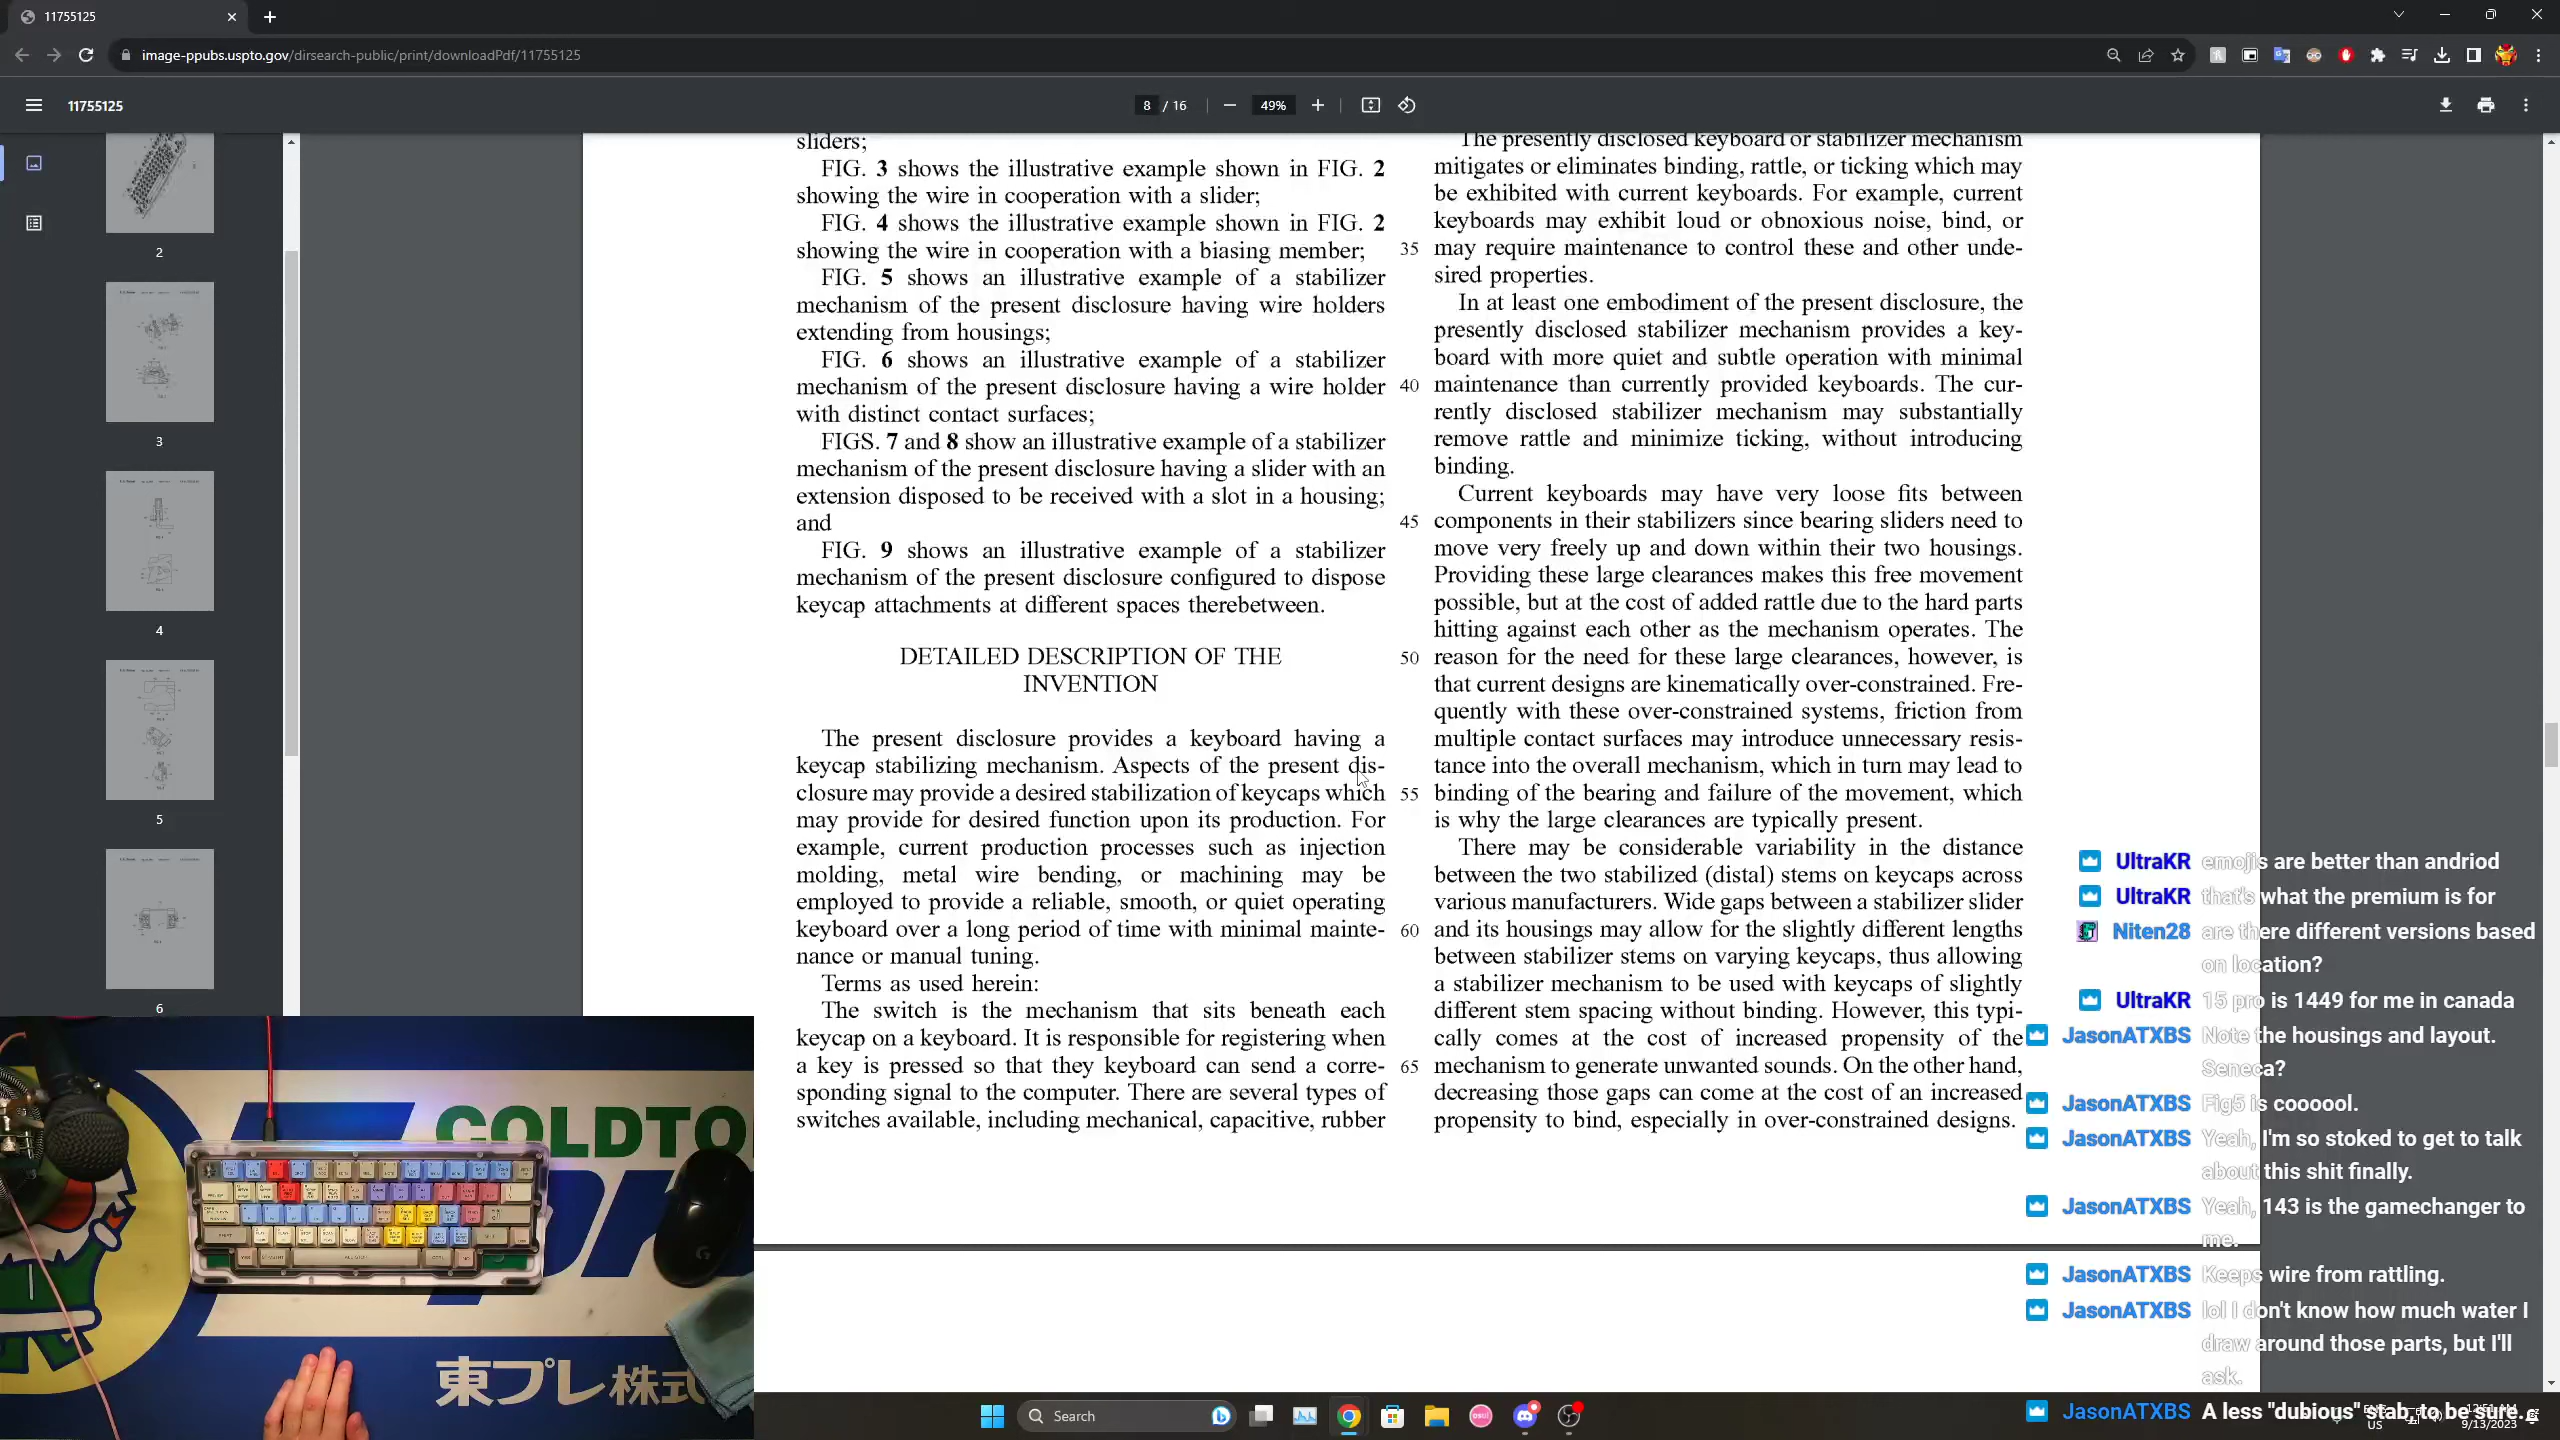 11755125
image-ppubs.uspto.gov/dirsearch-public/print/downloadPdf/11755125
11755125
8 / 16
49%
2
3
4
5
6
sliders;
FIG. 3 shows the illustrative example shown in FIG. 2
showing the wire in cooperation with a slider;
FIG. 4 shows the illustrative example shown in FIG. 2
showing the wire in cooperation with a biasing member;
FIG. 5 shows an illustrative example of a stabilizer
mechanism of the present disclosure having wire holders
extending from housings;
FIG. 6 shows an illustrative example of a stabilizer
mechanism of the present disclosure having a wire holder
with distinct contact surfaces;
FIGS. 7 and 8 show an illustrative example of a stabilizer
mechanism of the present disclosure having a slider with an
extension disposed to be received with a slot in a housing;
and
FIG. 9 shows an illustrative example of a stabilizer
mechanism of the present disclosure configured to dispose
keycap attachments at different spaces therebetween.
DETAILED DESCRIPTION OF THE
INVENTION
The present disclosure provides a keyboard having a
keycap stabilizing mechanism. Aspects of the present dis-
closure may provide a desired stabilization of keycaps which
may provide for desired function upon its production. For
example, current production processes such as injection
molding, metal wire bending, or machining may be
employed to provide a reliable, smooth, or quiet operating
keyboard over a long period of time with minimal mainte-
nance or manual tuning.
Terms as used herein:
The switch is the mechanism that sits beneath each
keycap on a keyboard. It is responsible for registering when
a key is pressed so that they keyboard can send a corre-
sponding signal to the computer. There are several types of
switches available, including mechanical, capacitive, rubber
35
40
45
50
55
60
65
The presently disclosed keyboard or stabilizer mechanism
mitigates or eliminates binding, rattle, or ticking which may
be exhibited with current keyboards. For example, current
keyboards may exhibit loud or obnoxious noise, bind, or
may require maintenance to control these and other unde-
sired properties.
In at least one embodiment of the present disclosure, the
presently disclosed stabilizer mechanism provides a key-
board with more quiet and subtle operation with minimal
maintenance than currently provided keyboards. The cur-
rently disclosed stabilizer mechanism may substantially
remove rattle and minimize ticking, without introducing
binding.
Current keyboards may have very loose fits between
components in their stabilizers since bearing sliders need to
move very freely up and down within their two housings.
Providing these large clearances makes this free movement
possible, but at the cost of added rattle due to the hard parts
hitting against each other as the mechanism operates. The
reason for the need for these large clearances, however, is
that current designs are kinematically over-constrained. Fre-
quently with these over-constrained systems, friction from
multiple contact surfaces may introduce unnecessary resis-
tance into the overall mechanism, which in turn may lead to
binding of the bearing and failure of the movement, which
is why the large clearances are typically present.
There may be considerable variability in the distance
between the two stabilized (distal) stems on keycaps across
various manufacturers. Wide gaps between a stabilizer slider
and its housings may allow for the slightly different lengths
between stabilizer stems on varying keycaps, thus allowing
a stabilizer mechanism to be used with keycaps of slightly
different stem spacing without binding. However, this typi-
cally comes at the cost of increased propensity of the
mechanism to generate unwanted sounds. On the other hand,
decreasing those gaps can come at the cost of an increased
propensity to bind, especially in over-constrained designs.
UltraKR emojis are better than andriod
UltraKR that's what the premium is for
Niten28 are there different versions based
on location?
UltraKR 15 pro is 1449 for me in canada
JasonATXBS Note the housings and layout.
Seneca?
JasonATXBS Fig5 is coooool.
JasonATXBS Yeah, I'm so stoked to get to talk
about this shit finally.
JasonATXBS Yeah, 143 is the gamechanger to
me.
JasonATXBS Keeps wire from rattling.
JasonATXBS lol I don't know how much water I
draw around those parts, but I'll
ask.
JasonATXBS A less "dubious" stab, to be sure.
COLDTO
東プレ株式
Search
US
9/13/2023